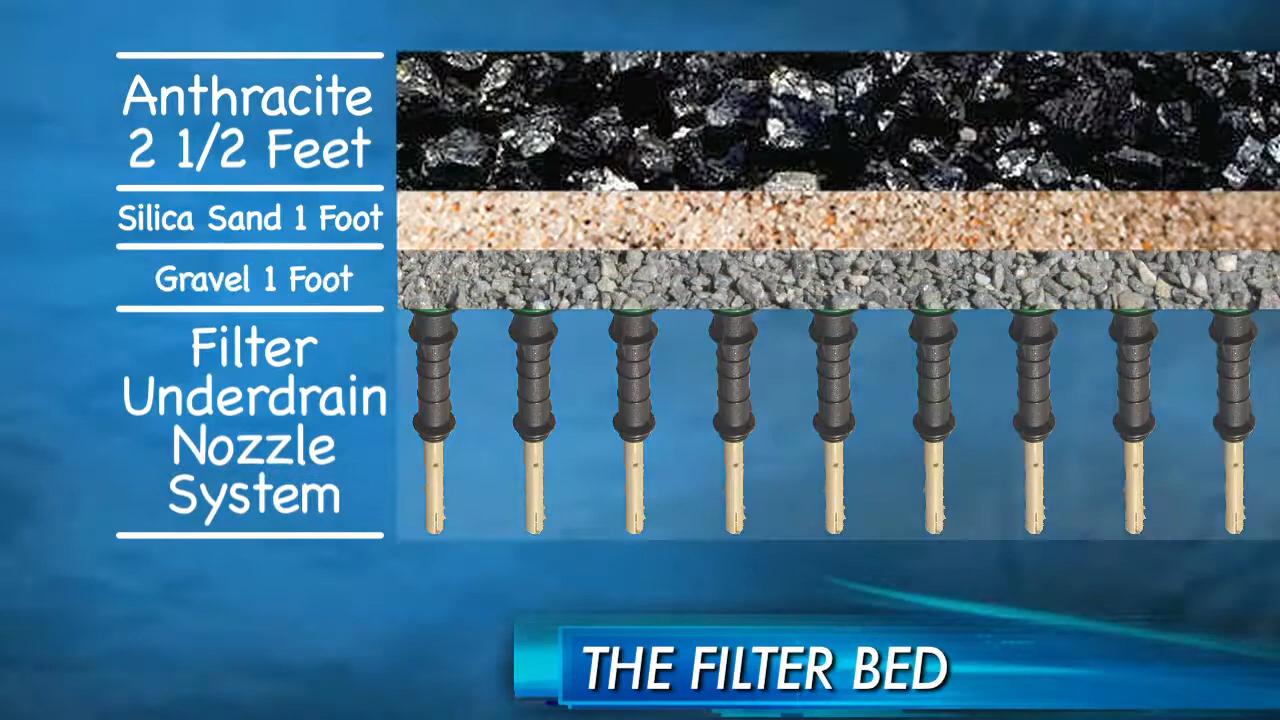 Anthracite
2 1/2 Feet
Silica Sand 1 Foot
Gravel 1 Foot
Filter
Underdrain
Nozzle
System
THE FILTER BED